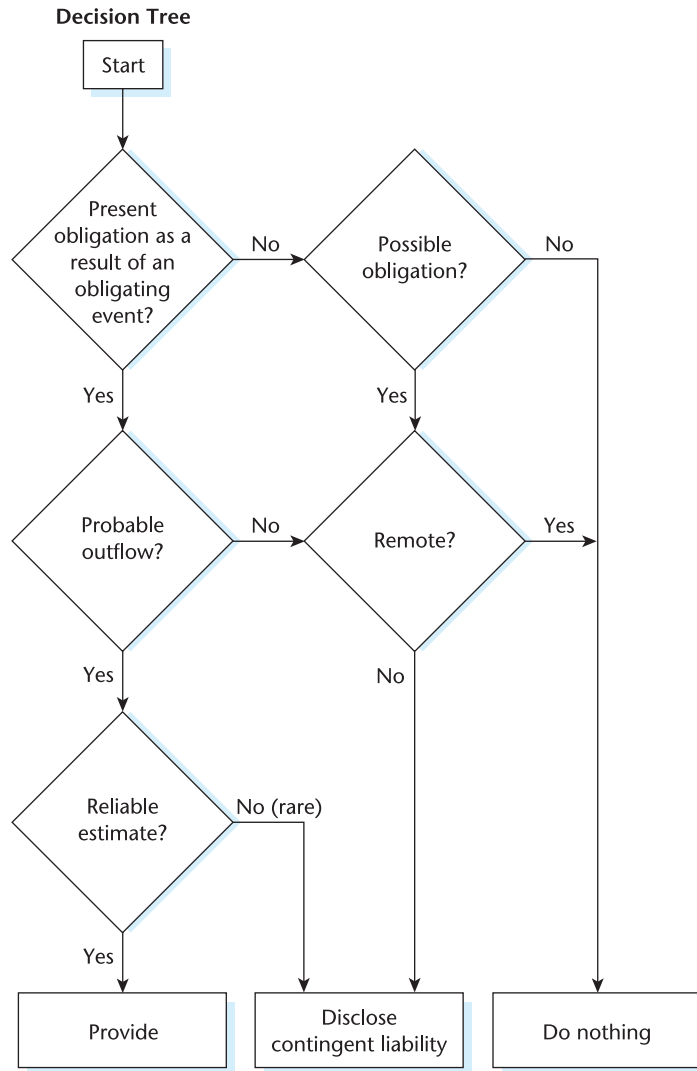 Decision Tree
Start
Present
obligation as a
result of an
obligating
event?
No
Possible
obligation?
No
Yes
Yes
Probable
outflow?
No
Remote?
Yes
Yes
No
Reliable
estimate?
No (rare)
Yes
Provide
Disclose
contingent liability
Do nothing